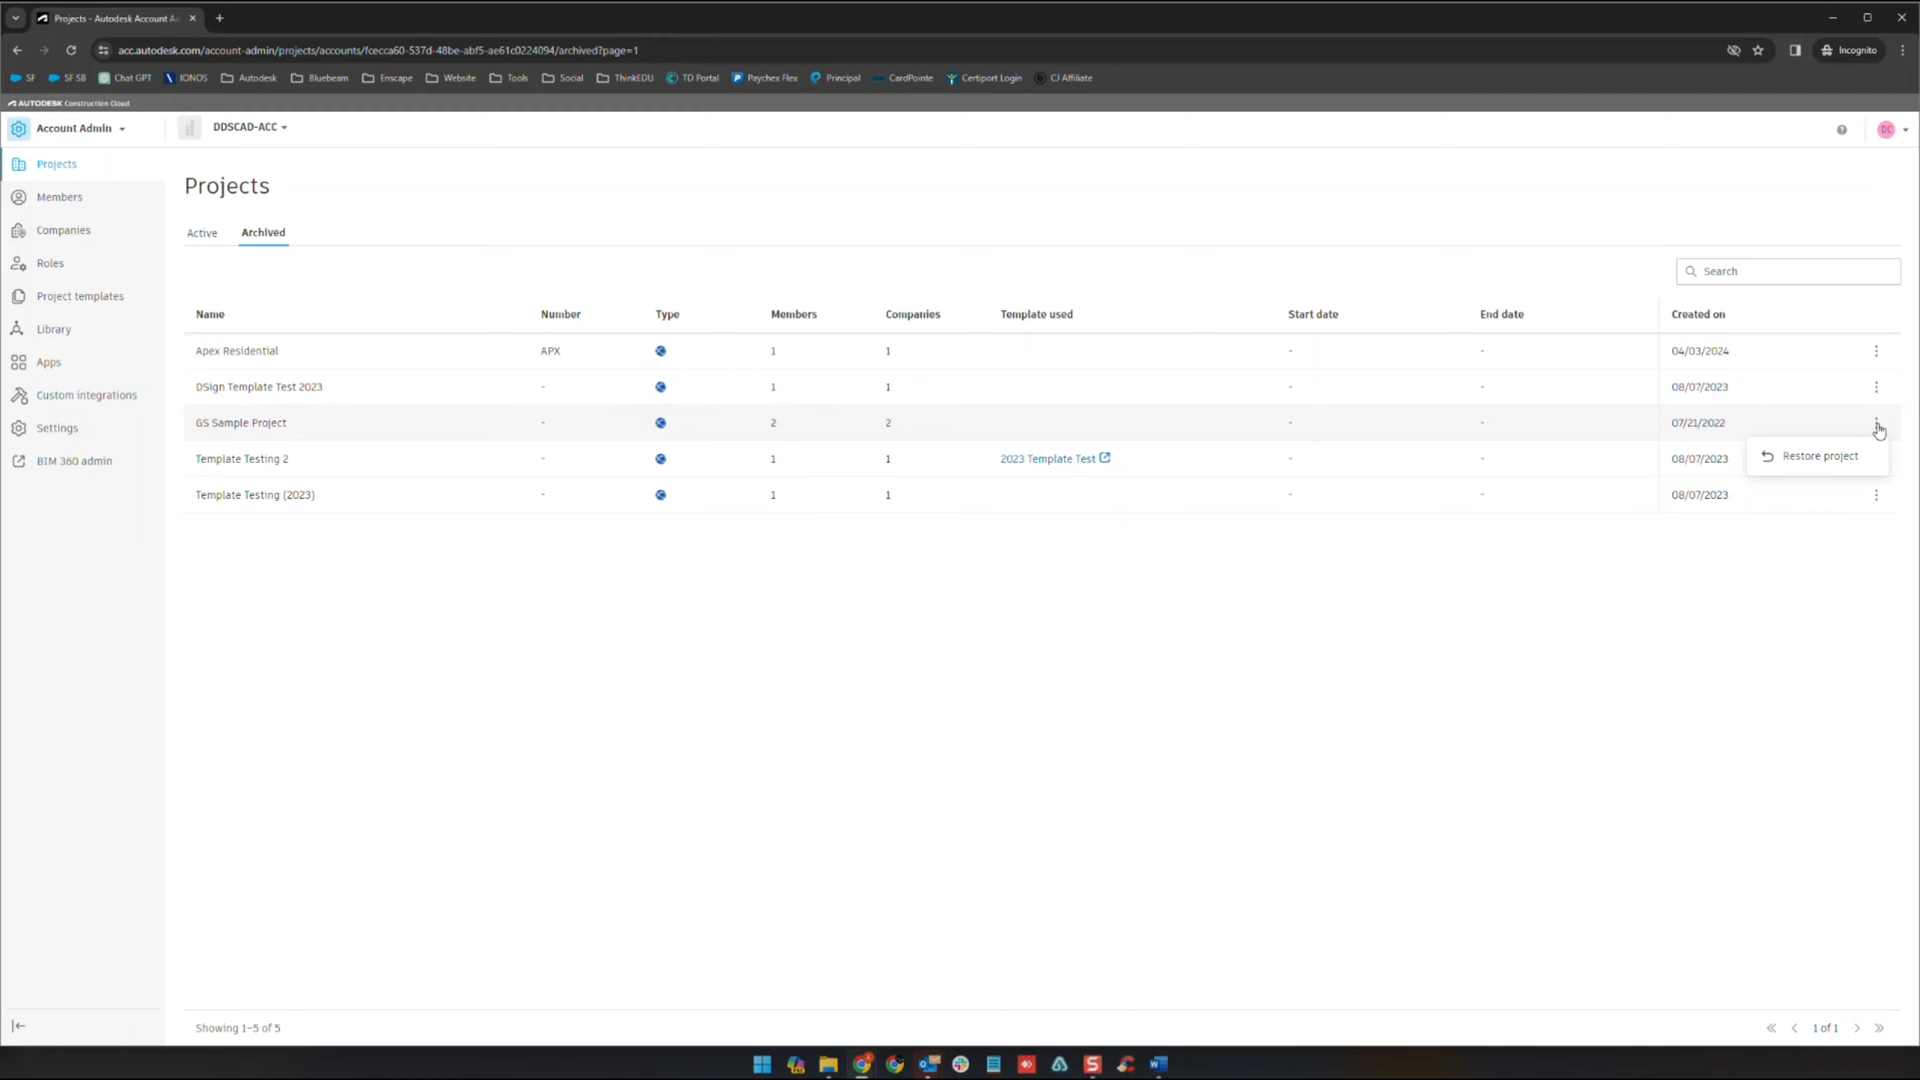 Projects - Autodesk Account Ad
acc.autodesk.com/account-admin/projects/accounts/fcecca60-537d-48be-abf5-ae61c0224094/archived?page=1
Incognito
SF SF SB Chat GPT IONOS Autodesk Bluebeam Enscape Website Tools Social ThinkEDU TD Portal Paychex Flex Principal CardPointe Certiport Login CJ Affiliate
AUTODESK Construction Cloud
Account Admin
DDSCAD-ACC
DC
Projects
Members
Companies
Roles
Project templates
Library
Apps
Custom integrations
Settings
BIM 360 admin
Projects
Active Archived
Search
Name Number Type Members Companies Template used Start date End date Created on
Apex Residential APX 1 1 - - 04/03/2024
DSign Template Test 2023 - 1 1 - - 08/07/2023
GS Sample Project - 2 2 - - 07/21/2022
Restore project
Template Testing 2 - 1 1 2023 Template Test - - 08/07/2023
Template Testing (2023) - 1 1 - - 08/07/2023
Showing 1-5 of 5
1 of 1